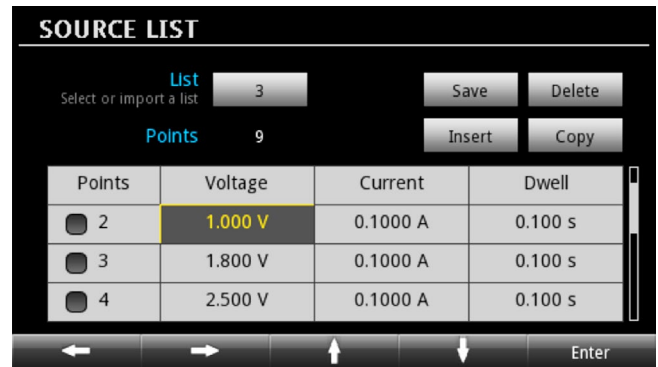 SOURCE LIST
List
Select or import a list
3
Save
Delete
Points
9
Insert
Copy
Points Voltage Current Dwell
2 1.000 V 0.1000 A 0.100 s
3 1.800 V 0.1000 A 0.100 s
4 2.500 V 0.1000 A 0.100 s
Enter